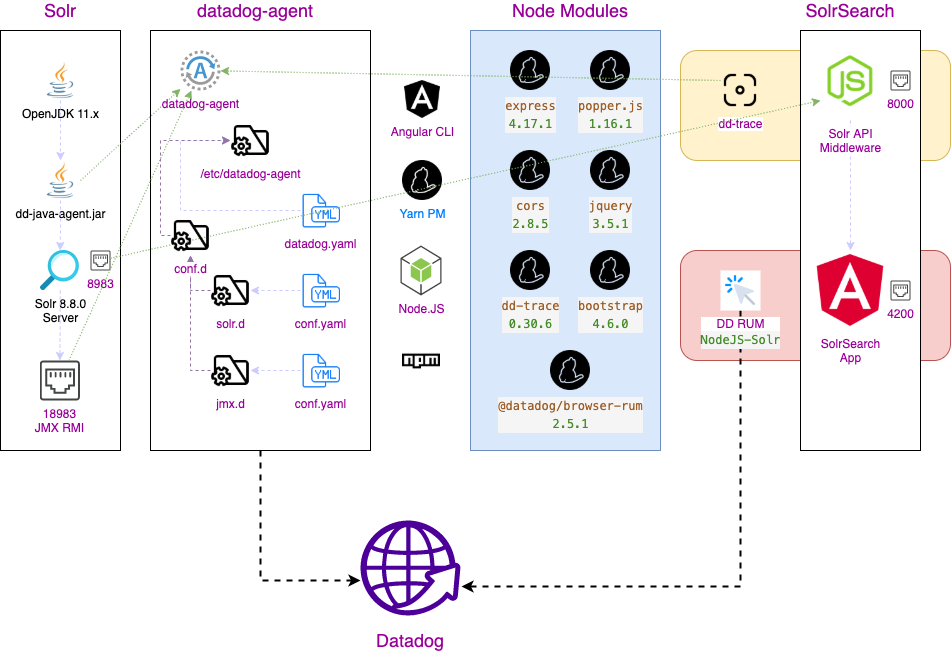 Solr
datadog-agent
Node Modules
SolrSearch
OpenJDK 11.x
dd-java-agent.jar
8983
Solr 8.8.0
Server
18983
JMX RMI
A
datadog-agent
/etc/datadog-agent
YML
datadog.yaml
conf.d
solr.d
YML
conf.yaml
jmx.d
YML
conf.yaml
A
Angular CLI
Yarn PM
Node.JS
express
4.17.1
popper.js
1.16.1
cors
2.8.5
jquery
3.5.1
dd-trace
0.30.6
bootstrap
4.6.0
@datadog/browser-rum
2.5.1
dd-trace
JS
8000
Solr API
Middleware
DD RUM
NodeJS-Solr
A
4200
SolrSearch
App
Datadog